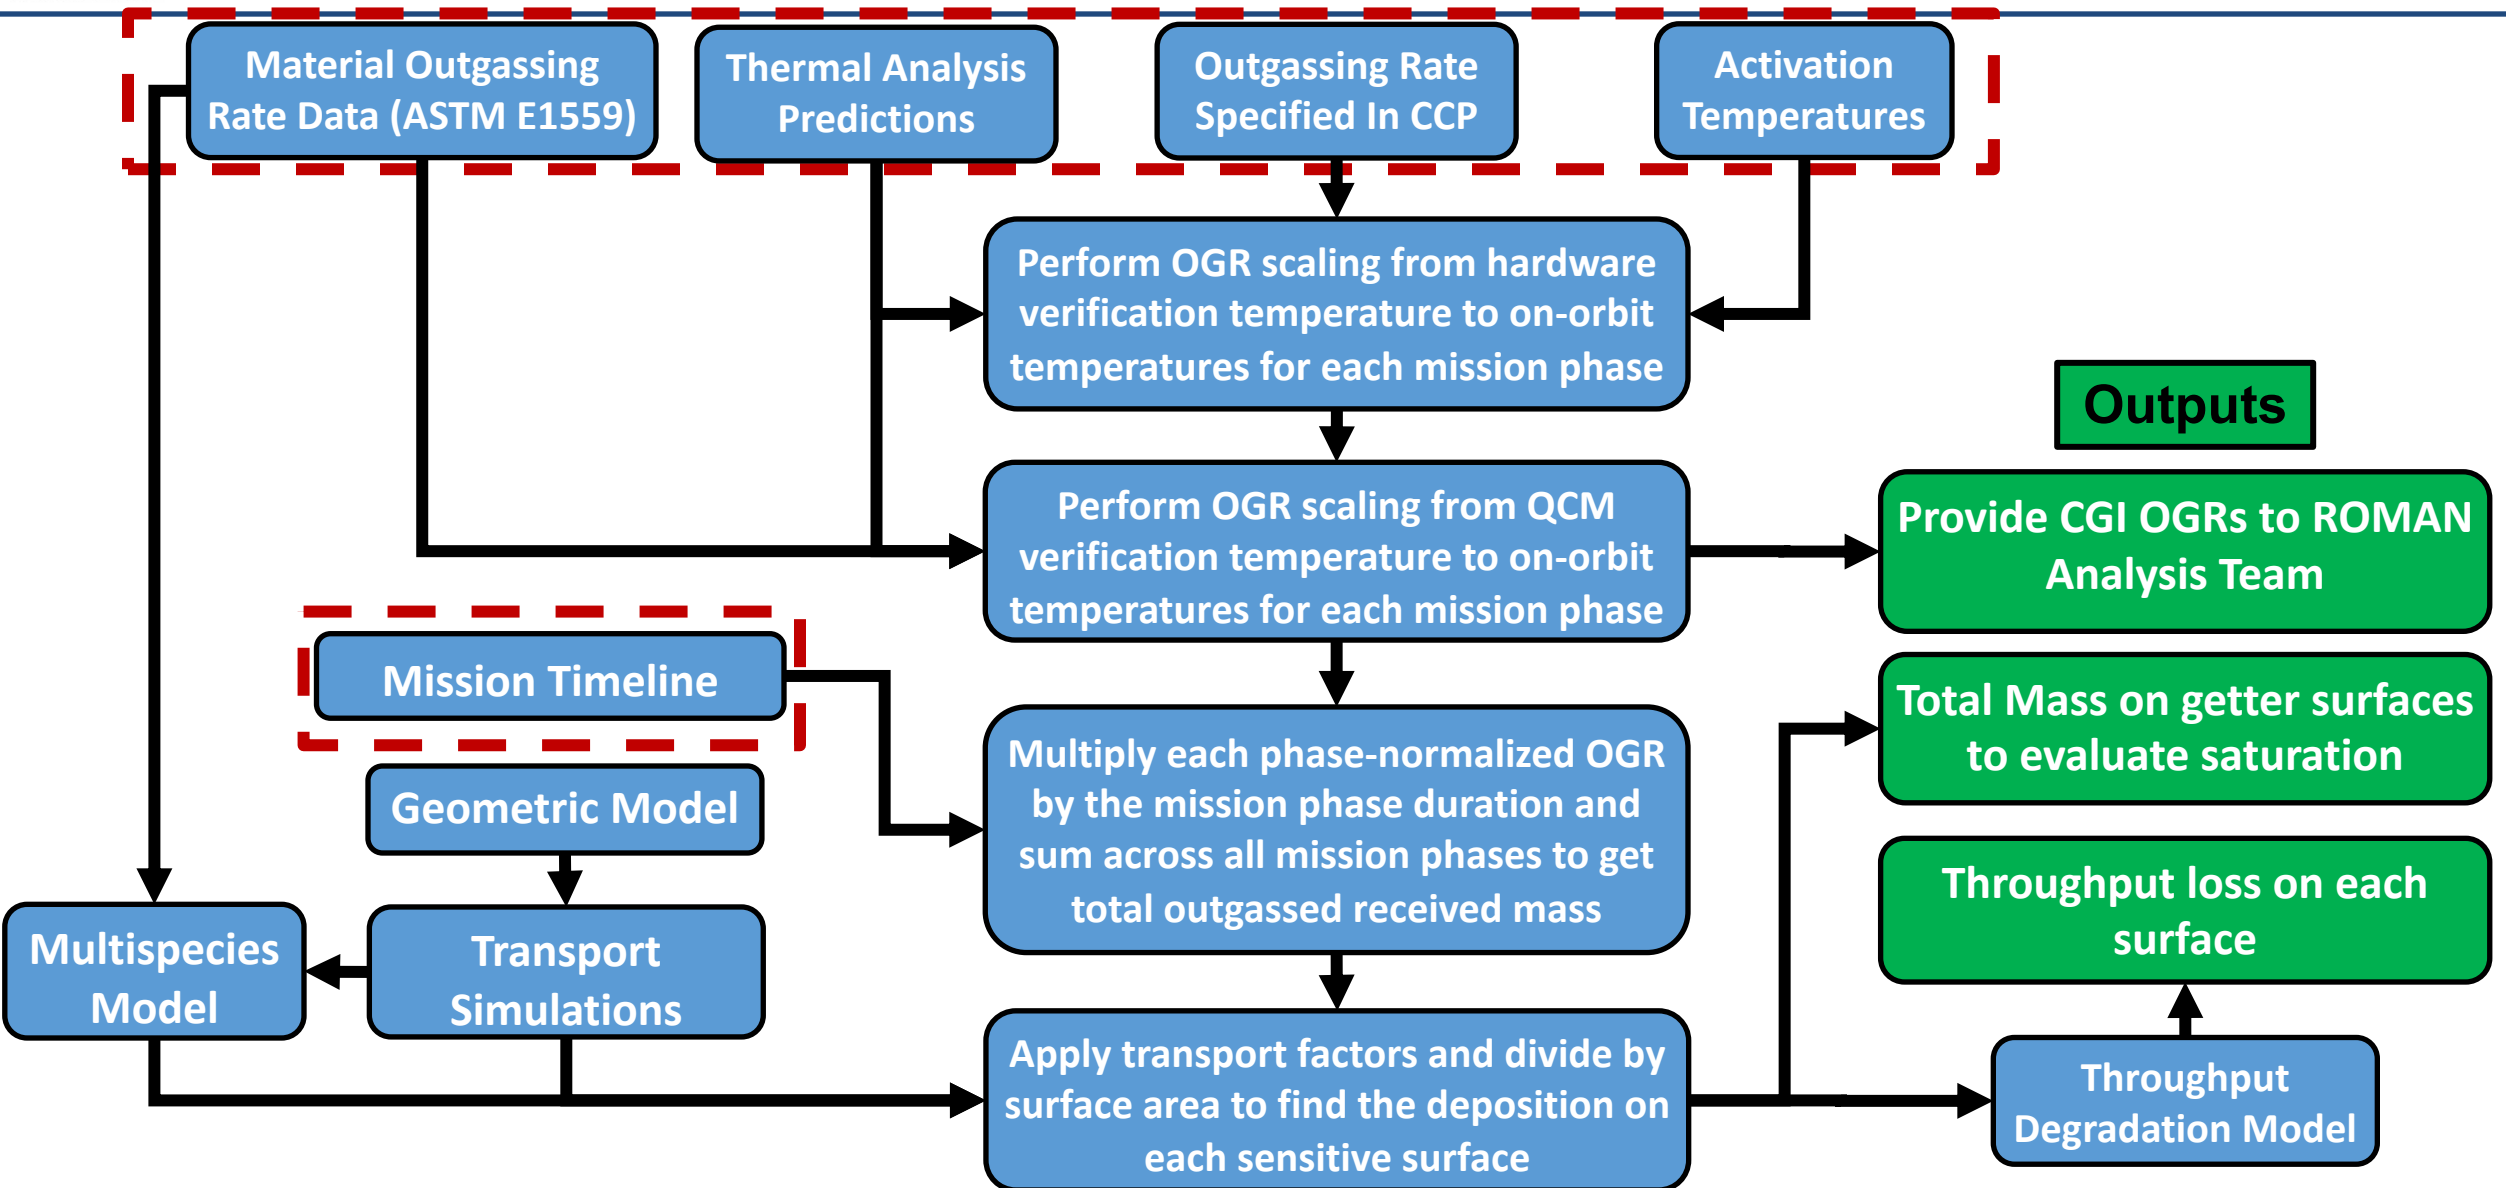 Material Outgassing
Rate Data (ASTM E1559)
Thermal Analysis
Predictions
Outgassing Rate
Specified In CCP
Activation
Temperatures
Perform OGR scaling from hardware
verification temperature to on-orbit
temperatures for each mission phase
Outputs
Perform OGR scaling from QCM
verification temperature to on-orbit
temperatures for each mission phase
Provide CGI OGRs to ROMAN
Analysis Team
Mission Timeline
Total Mass on getter surfaces
to evaluate saturation
Multiply each phase-normalized OGR
by the mission phase duration and
sum across all mission phases to get
total outgassed received mass
Geometric Model
Throughput loss on each
surface
Multispecies
Model
Transport
Simulations
Apply transport factors and divide by
surface area to find the deposition on
each sensitive surface
Throughput
Degradation Model